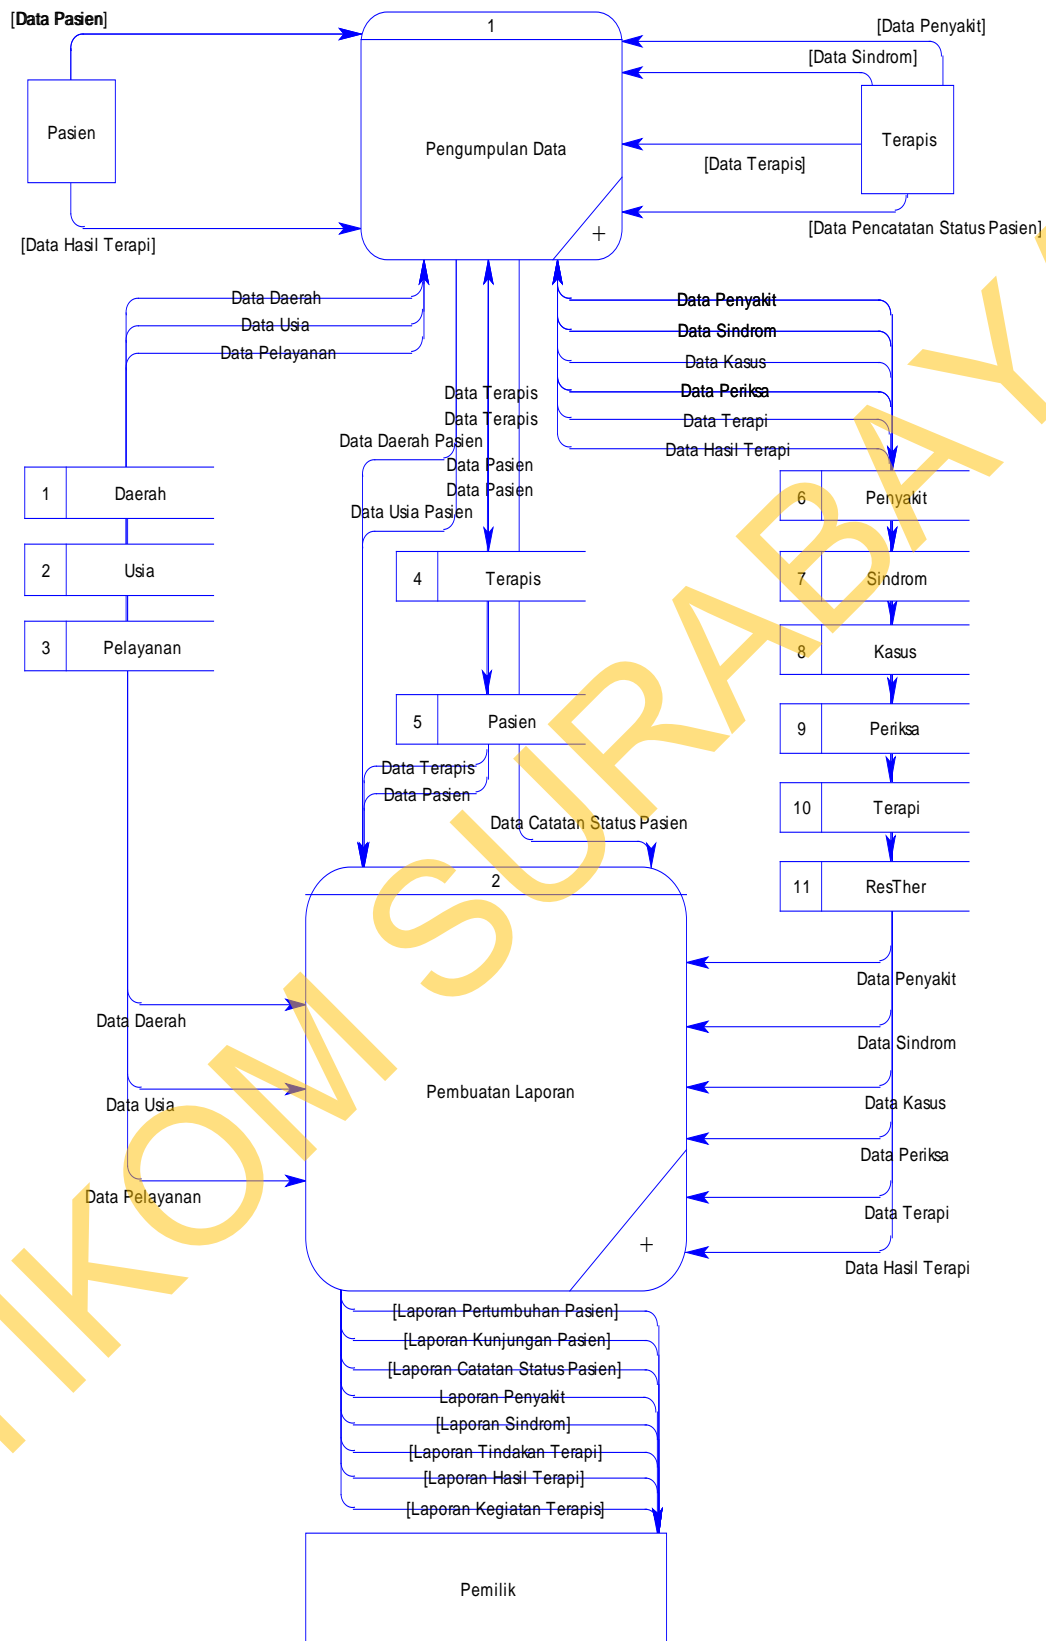 [Data Pasien]
1
[Data Penyakit]
[Data Sindrom]
Pasien
Pengumpulan Data
Terapis
[Data Terapis]
[Data Hasil Terapi]
+
[Data Pencatatan Status Pasien]
Data Daerah
Data Usia
Data Pelayanan
Data Penyakit
Data Sindrom
Data Kasus
Data Periksa
Data Terapi
Data Hasil Terapi
Data Terapis
Data Terapis
Data Daerah Pasien
Data Pasien
Data Pasien
Data Usia Pasien
1 Daerah
2 Usia
3 Pelayanan
4 Terapis
5 Pasien
6 Penyakit
7 Sindrom
8 Kasus
9 Periksa
10 Terapi
11 ResTher
Data Terapis
Data Pasien
Data Catatan Status Pasien
2
Pembuatan Laporan
+
Data Daerah
Data Usia
Data Pelayanan
Data Penyakit
Data Sindrom
Data Kasus
Data Periksa
Data Terapi
Data Hasil Terapi
[Laporan Pertumbuhan Pasien]
[Laporan Kunjungan Pasien]
[Laporan Catatan Status Pasien]
Laporan Penyakit
[Laporan Sindrom]
[Laporan Tindakan Terapi]
[Laporan Hasil Terapi]
[Laporan Kegiatan Terapis]
Pemilik
IKOM SURABAY